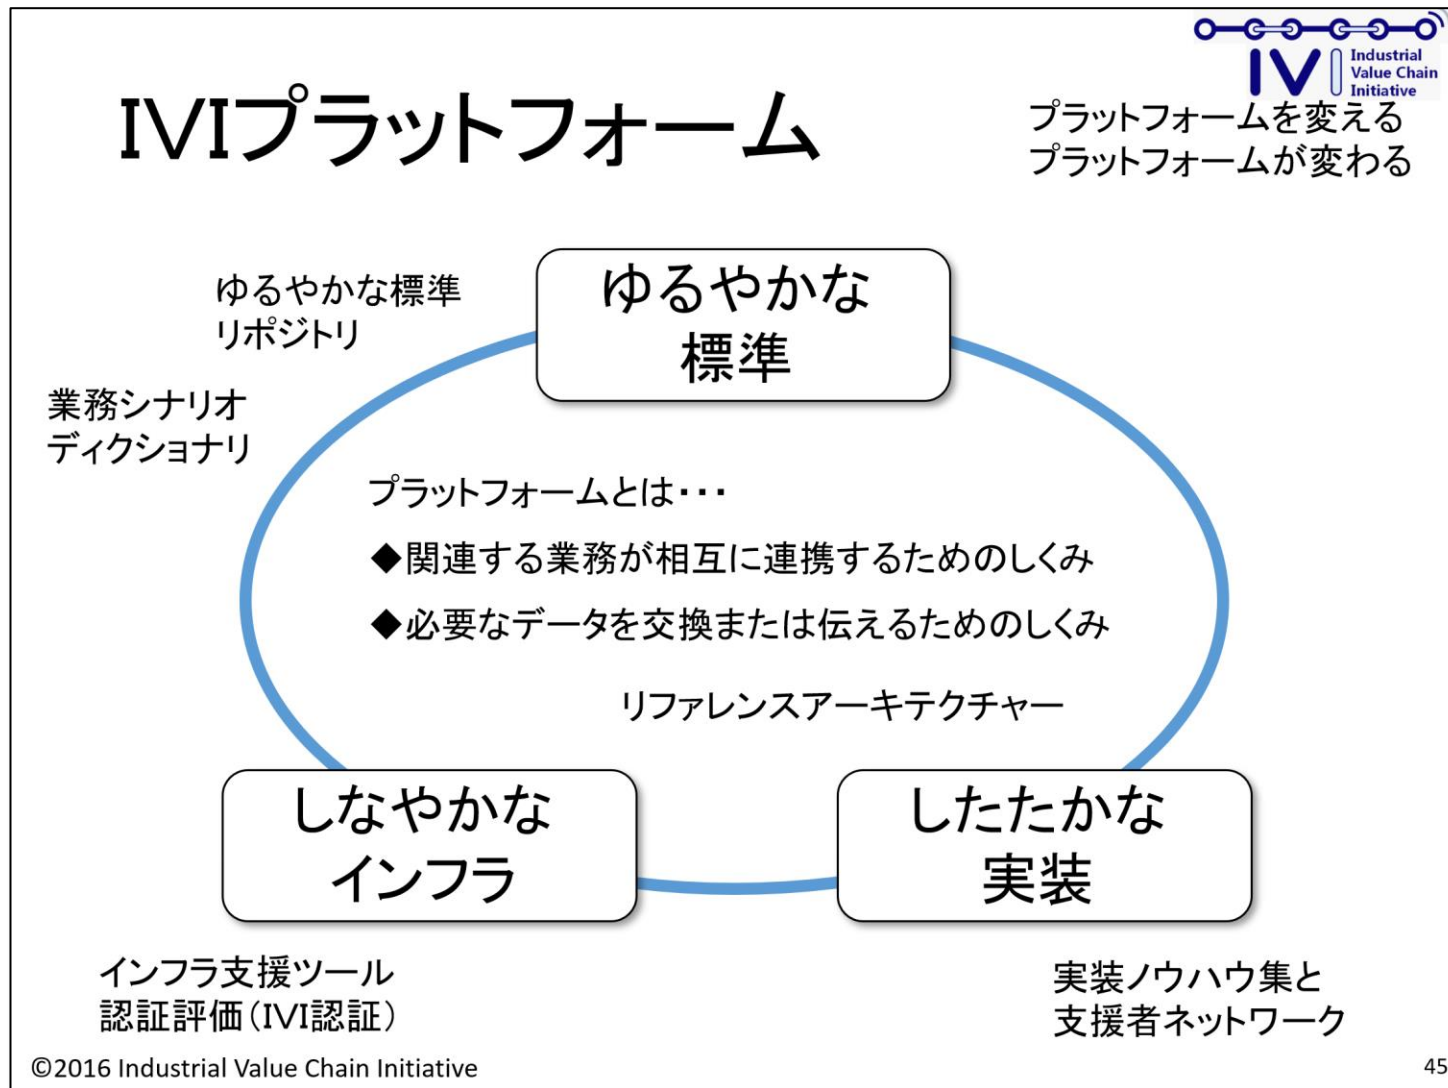 IVI Industrial
Value Chain
Initiative
IVIプラットフォーム
プラットフォームを変える
プラットフォームが変わる
ゆるやかな
標準
ゆるやかな標準
リポジトリ
業務シナリオ
ディクショナリ
プラットフォームとは・・・
◆関連する業務が相互に連携するためのしくみ
◆必要なデータを交換または伝えるためのしくみ
リファレンスアーキテクチャー
しなやかな
インフラ
したたかな
実装
インフラ支援ツール
認証評価(IVI認証)
実装ノウハウ集と
支援者ネットワーク
©2016 Industrial Value Chain Initiative
45